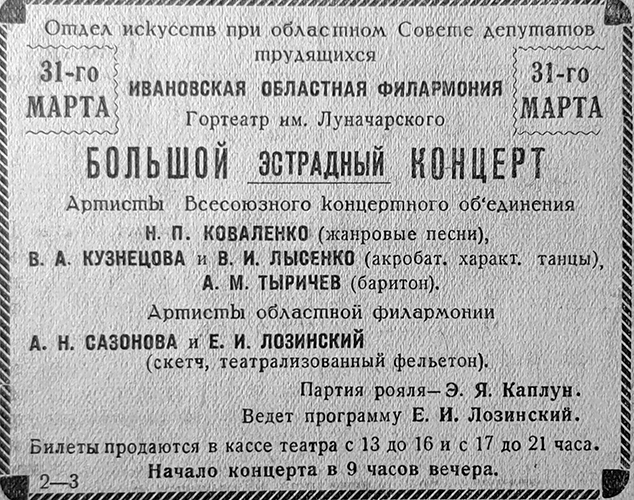 Отдел искусств при областном Совете депутатов
трудящихся
31-го
МАРТА
ИВАНОВСКАЯ ОБЛАСТНАЯ ФИЛАРМОНИЯ
Гортеатр им. Луначарского
31-го
МАРТА
БОЛЬШОЙ ЭСТРАДНЫЙ КОНЦЕРТ
Артисты Всесоюзного концертного об'единения
Н. П. КОВАЛЕНКО (жанровые песни),
В. А. КУЗНЕЦОВА и В. И. ЛЫСЕНКО (акробат. характ. танцы),
А. М. ТЫРИЧЕВ (баритон).
Артисты областной филармонии
А. Н. САЗОНОВА и Е. И. ЛОЗИНСКИЙ
(скетч, театрализованный фельетон).
Партия рояля— Э. Я. Каплун.
Ведет программу Е. И. Лозинский.
Билеты продаются в кассе театра с 13 до 16 и с 17 до 21 часа.
Начало концерта в 9 часов вечера.
2—3